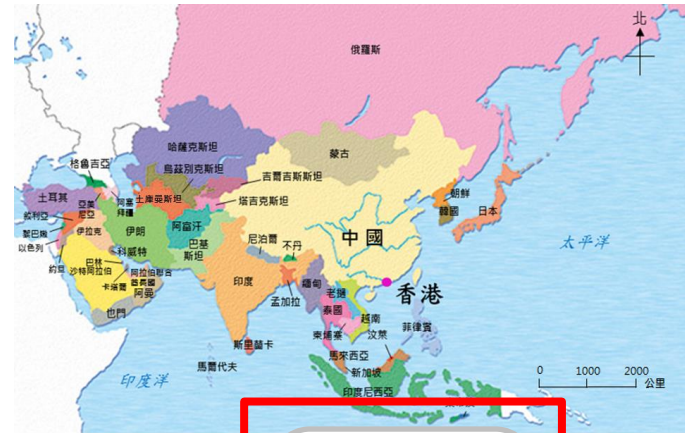 北
俄羅斯
哈薩克斯坦
蒙古
烏茲別克斯坦
格魯吉亞
吉爾吉斯斯坦
土耳其
亞美
尼亞
阿塞
拜疆
土庫曼斯坦
塔吉克斯坦
朝鮮
敍利亞
韓國
日本
黎巴嫩
伊拉克
伊朗
阿富汗
中國
太平洋
以色列
科威特
巴基
斯坦
尼泊爾
不丹
約旦
巴林
沙特阿拉伯
阿拉伯聯合
酋長國
卡塔爾
印度
緬甸
老撾
香港
阿曼
孟加拉
泰國
越南
也門
柬埔寨
汶萊
菲律賓
斯里蘭卡
馬來西亞
馬爾代夫
新加坡
印度洋
印度尼西亞
0 1000 2000
公里